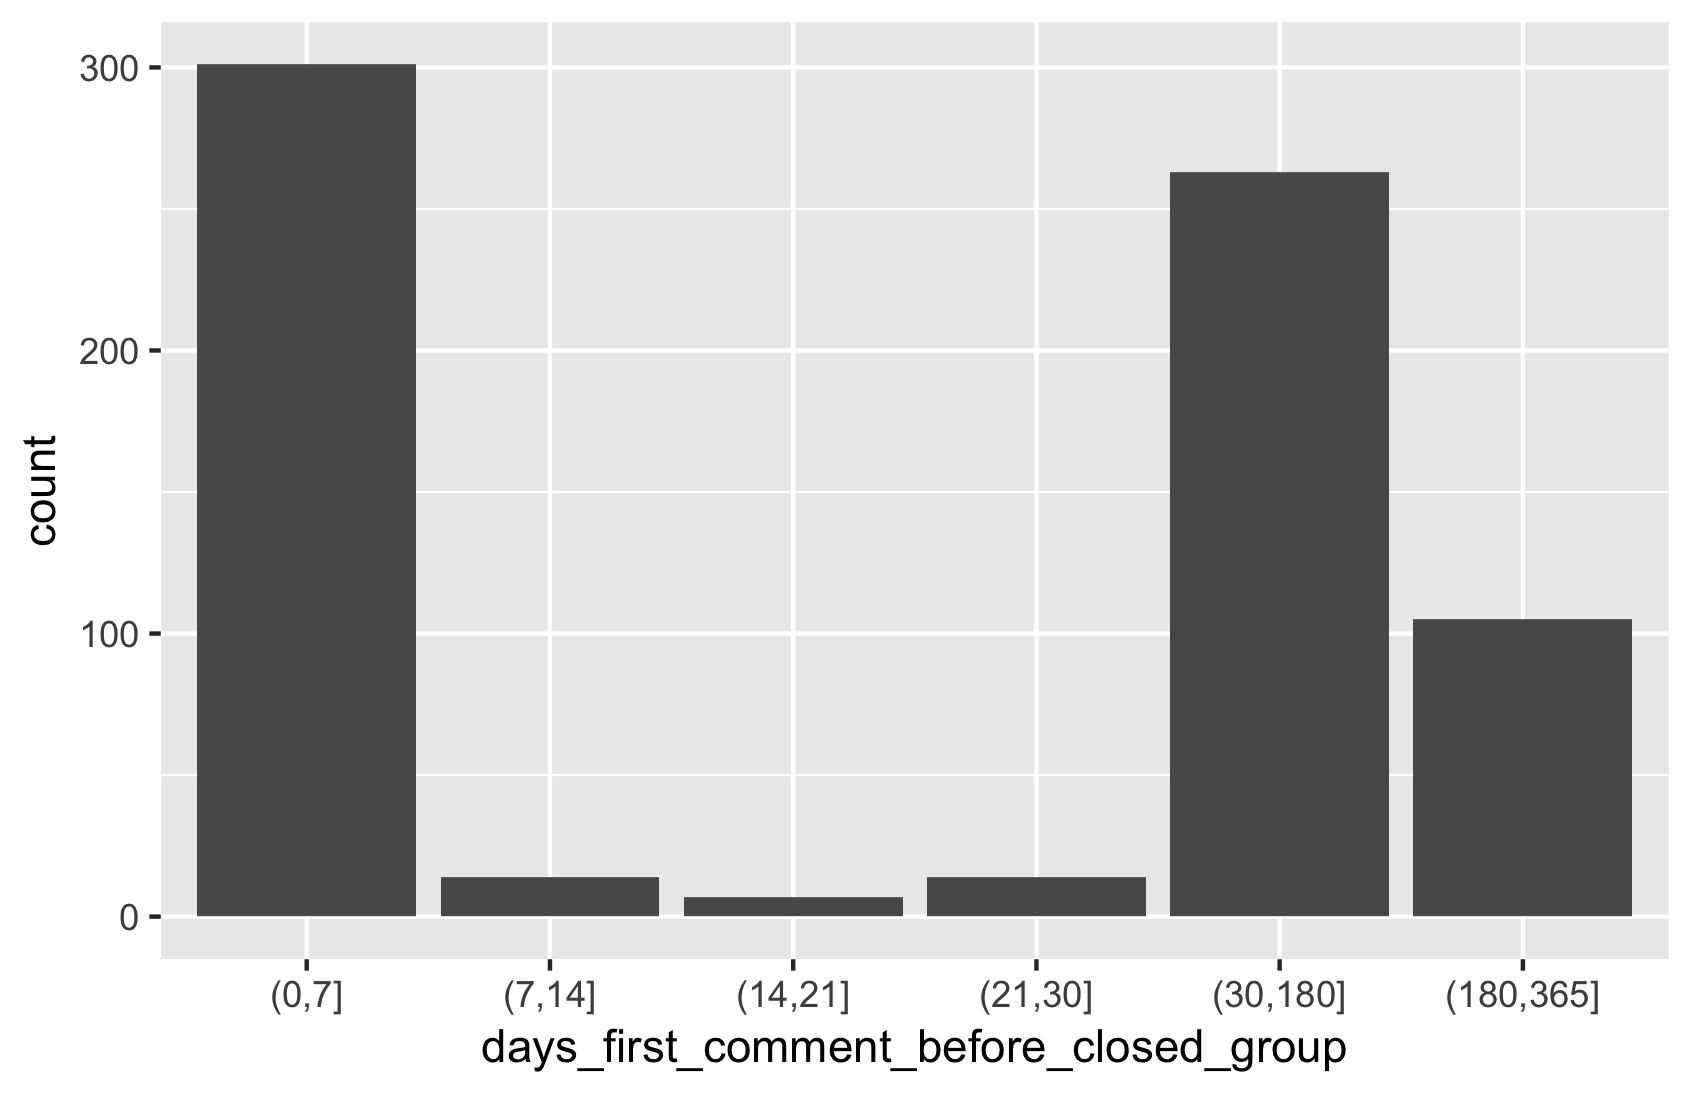 300
200
100
0
count
(0,7] (7,14] (14,21] (21,30] (30,180] (180,365]
days_first_comment_before_closed_group